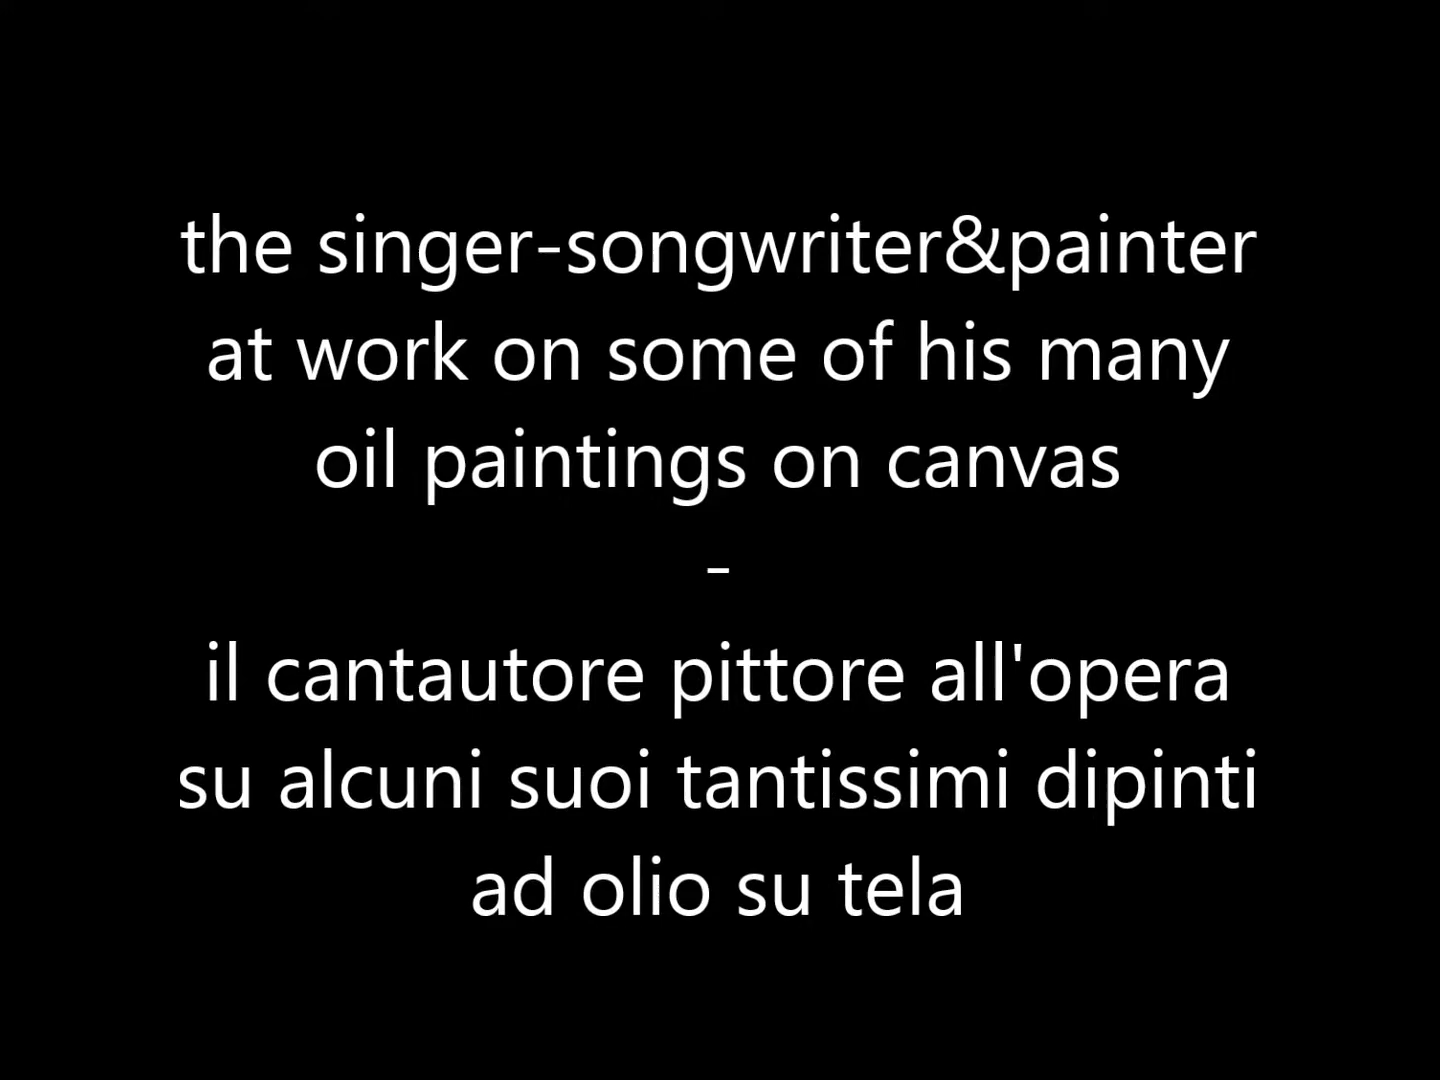 the singer-songwriter&painter
at work on some of his many
oil paintings on canvas
-
il cantautore pittore all'opera
su alcuni suoi tantissimi dipinti
ad olio su tela